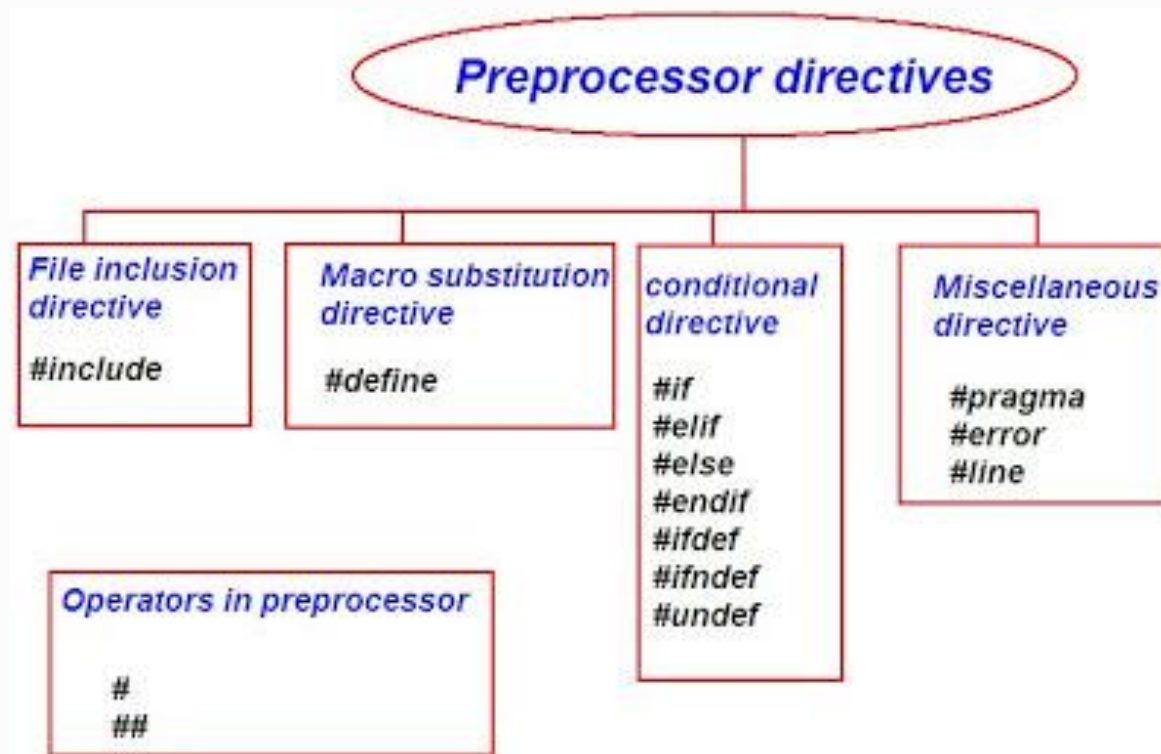 Preprocessor directives
File inclusion
directive
#include
Macro substitution
directive
#define
conditional
directive
#if
#elif
#else
#endif
#ifdef
#ifndef
#undef
Miscellaneous
directive
#pragma
#error
#line
Operators in preprocessor
#
##